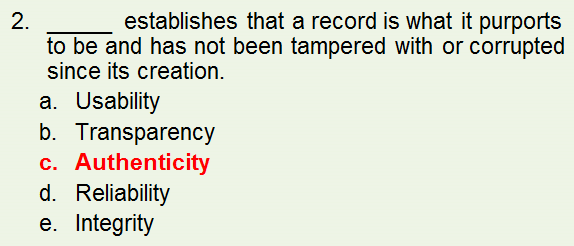 2. _____ establishes that a record is what it purports
to be and has not been tampered with or corrupted
since its creation.
a. Usability
b. Transparency
c. Authenticity
d. Reliability
e. Integrity